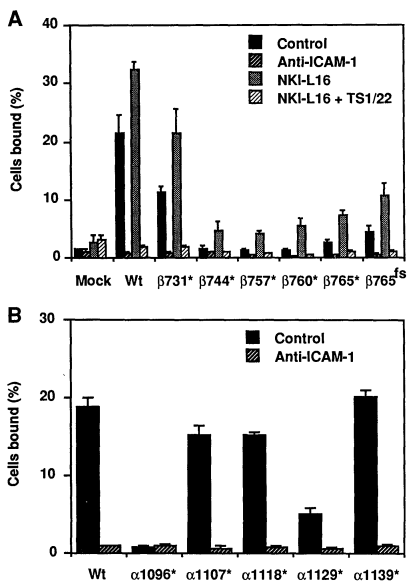 A
Cells bound (%)
40
30
20
10
0
Control
Anti-ICAM-1
NKI-L16
NKI-L16 + TS1/22
Mock Wt β731* β744* β757* β760* β765* β765fs
B
Cells bound (%)
30
20
10
0
Control
Anti-ICAM-1
Wt α1096* α1107* α1118* α1129* α1139*